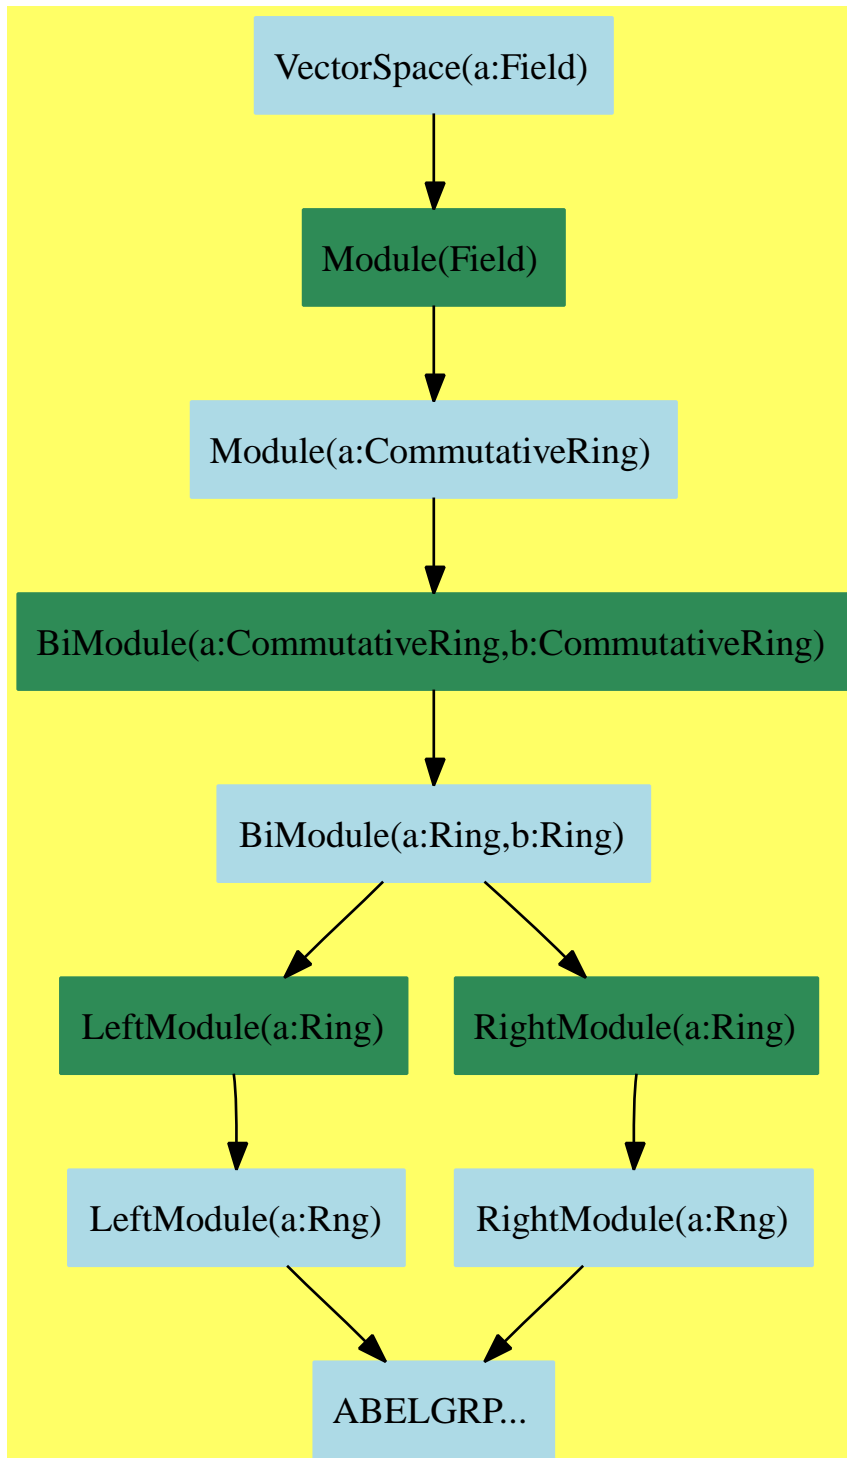 VectorSpace(a:Field)
Module(Field)
Module(a:CommutativeRing)
BiModule(a:CommutativeRing,b:CommutativeRing)
BiModule(a:Ring,b:Ring)
LeftModule(a:Ring)
RightModule(a:Ring)
LeftModule(a:Rng)
RightModule(a:Rng)
ABELGRP...